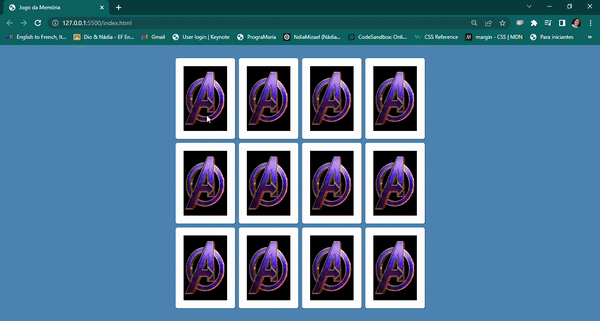 Jogo da Memória
127.0.0.1:5500/index.html
English to French, It... Dio & Nádia - EF En... Gmail User login | Keynote PrograMaria NdiaMizael (Nádia... CodeSandbox Onli... CSS Reference margin - CSS | MDN Para iniciantes »